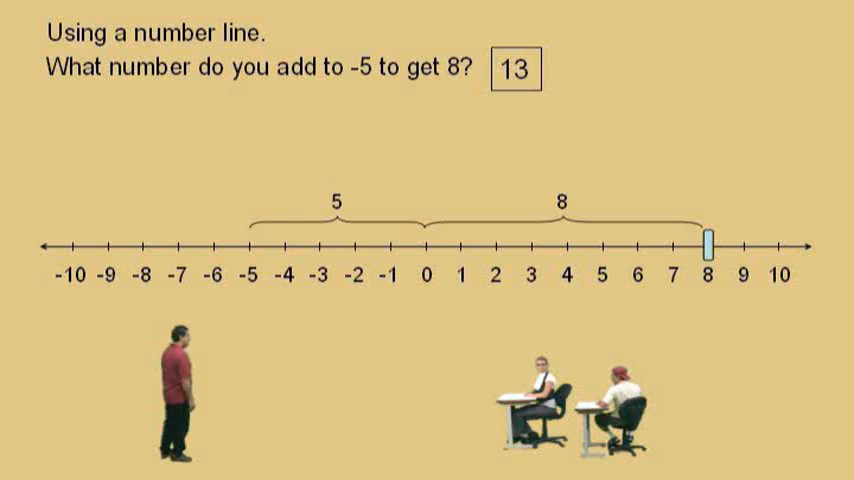 Using a number line.
What number do you add to -5 to get 8? 13
5 8
-10 -9 -8 -7 -6 -5 -4 -3 -2 -1 0 1 2 3 4 5 6 7 8 9 10